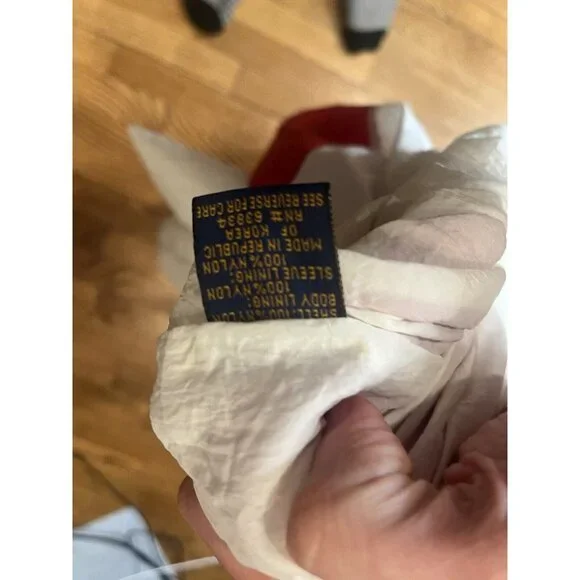 SHELL: 100% NYLON
BODY LINING:
100% NYLON
SLEEVE LINING:
100% NYLON
MADE IN REPUBLIC
OF KOREA
RN# 63934
SEE REVERSE FOR CARE